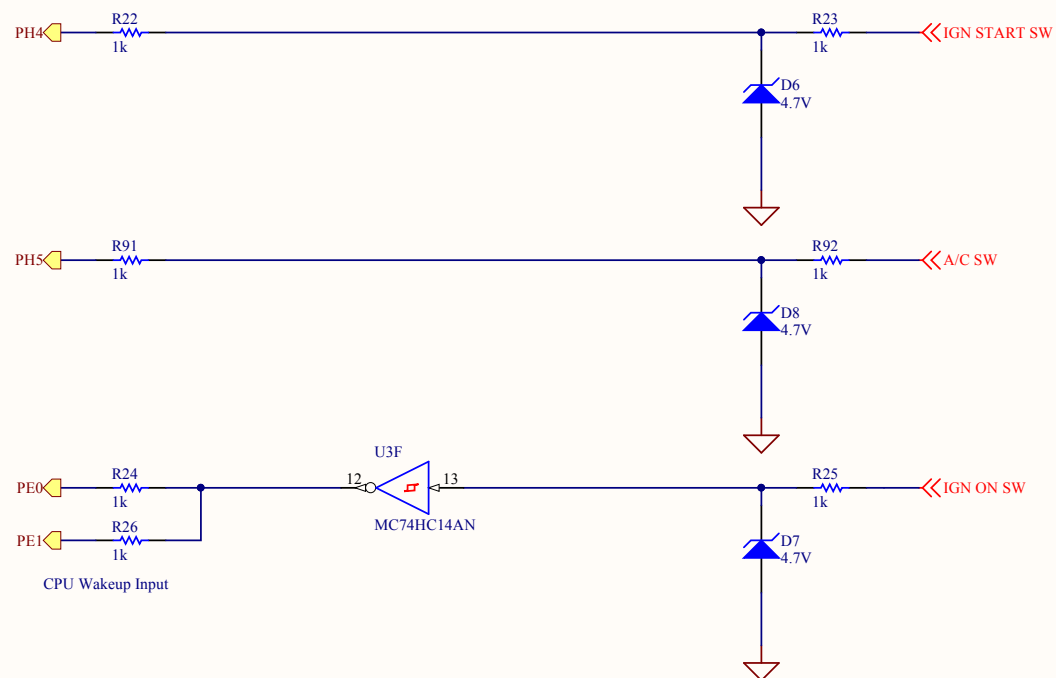 R22
R23
PH4
IGN START SW
1k
1k
D6
4.7V
R91
R92
PH5
A/C SW
1k
1k
D8
4.7V
U3F
R24
12
13
R25
PE0
IGN ON SW
1k
1k
MC74HC14AN
R26
PE1
D7
1k
4.7V
CPU Wakeup Input